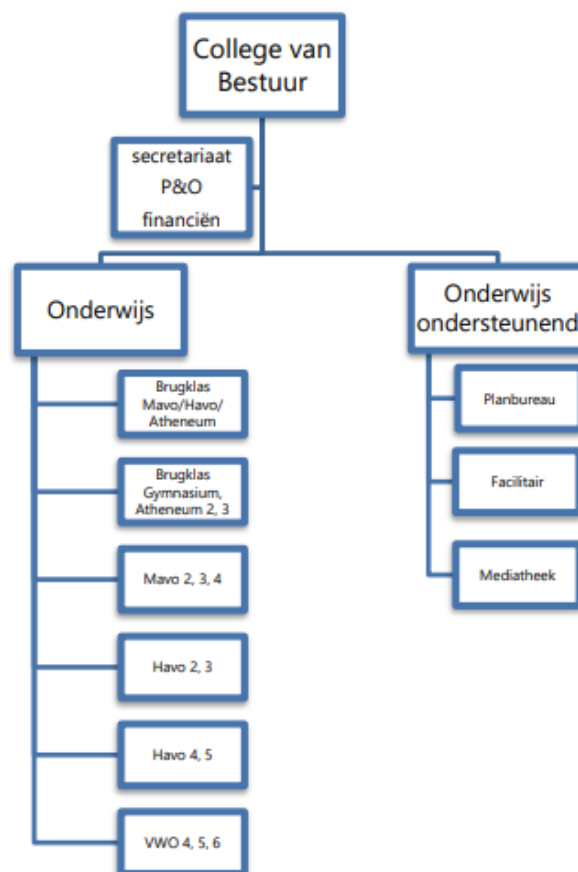 College van
Bestuur
secretariaat
P&O
financiën
Onderwijs
Onderwijs
ondersteunend
Brugklas
Mavo/Havo/
Atheneum
Brugklas
Gymnasium,
Atheneum 2, 3
Mavo 2, 3, 4
Havo 2, 3
Havo 4, 5
VWO 4, 5, 6
Planbureau
Facilitair
Mediatheek